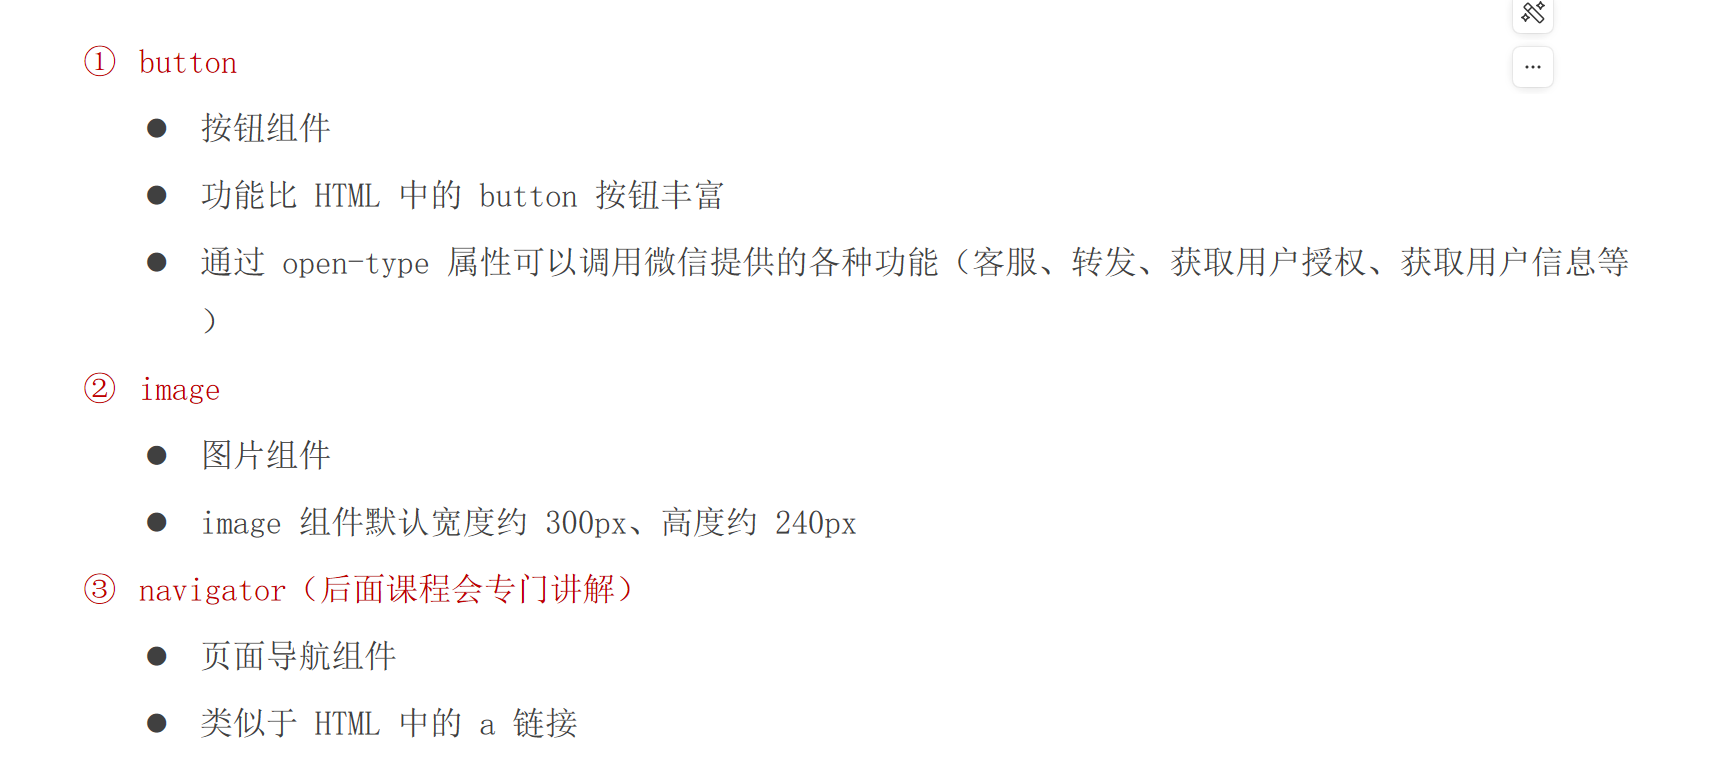 ① button
● 按钮组件
● 功能比 HTML 中的 button 按钮丰富
● 通过 open-type 属性可以调用微信提供的各种功能（客服、转发、获取用户授权、获取用户信息等
）
② image
● 图片组件
● image 组件默认宽度约 300px、高度约 240px
③ navigator（后面课程会专门讲解）
● 页面导航组件
● 类似于 HTML 中的 a 链接